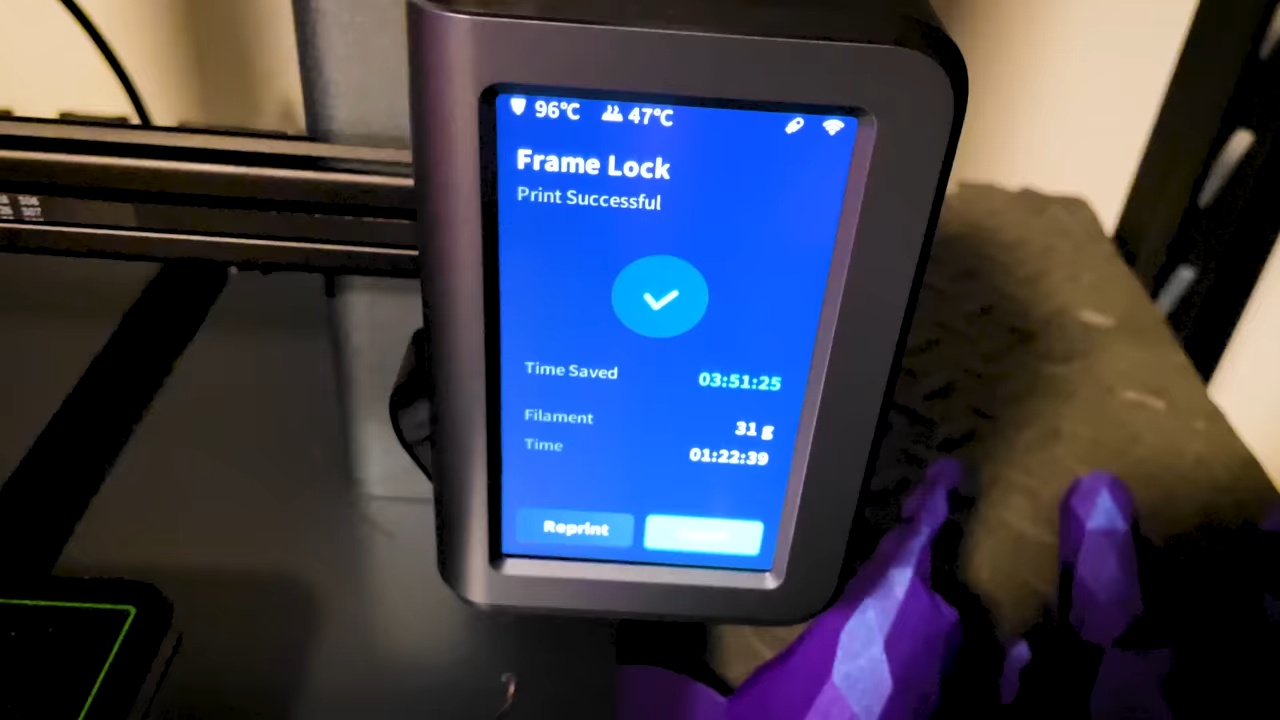 96°C 47°C
Frame Lock
Print Successful
Time Saved 03:51:25
Filament 31 g
Time 01:22:39
Reprint